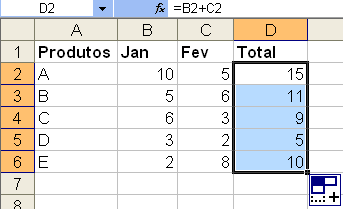 D2 fx =B2+C2
A B C D
1 Produtos Jan Fev Total
2 A 10 5 15
3 B 5 6 11
4 C 6 3 9
5 D 3 2 5
6 E 2 8 10
7
8